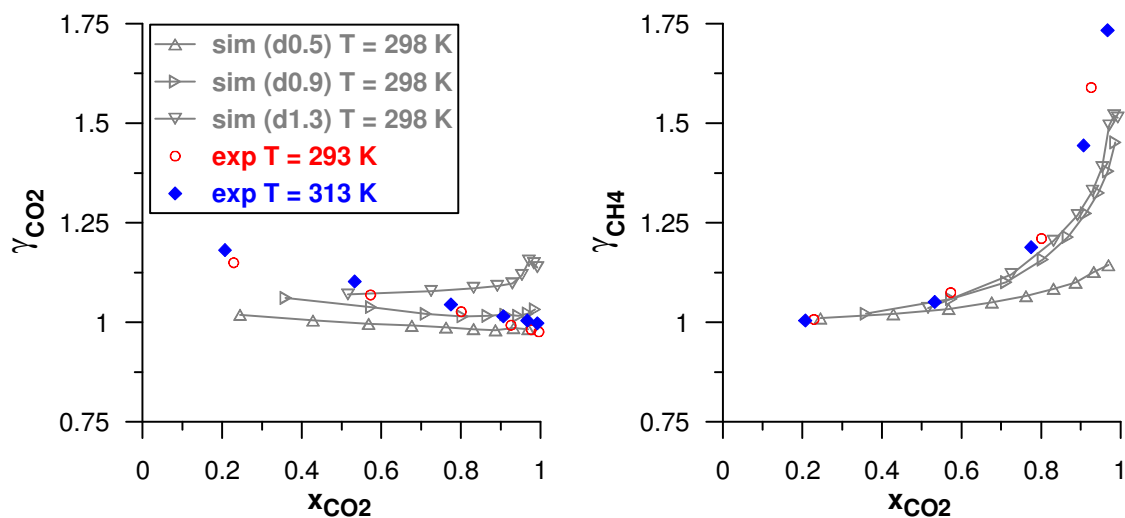 1.75
1.5
1.25
1
0.75
γCO2
sim (d0.5) T = 298 K
sim (d0.9) T = 298 K
sim (d1.3) T = 298 K
exp T = 293 K
exp T = 313 K
0 0.2 0.4 0.6 0.8 1
xCO2
1.75
1.5
1.25
1
0.75
γCH4
0 0.2 0.4 0.6 0.8 1
xCO2